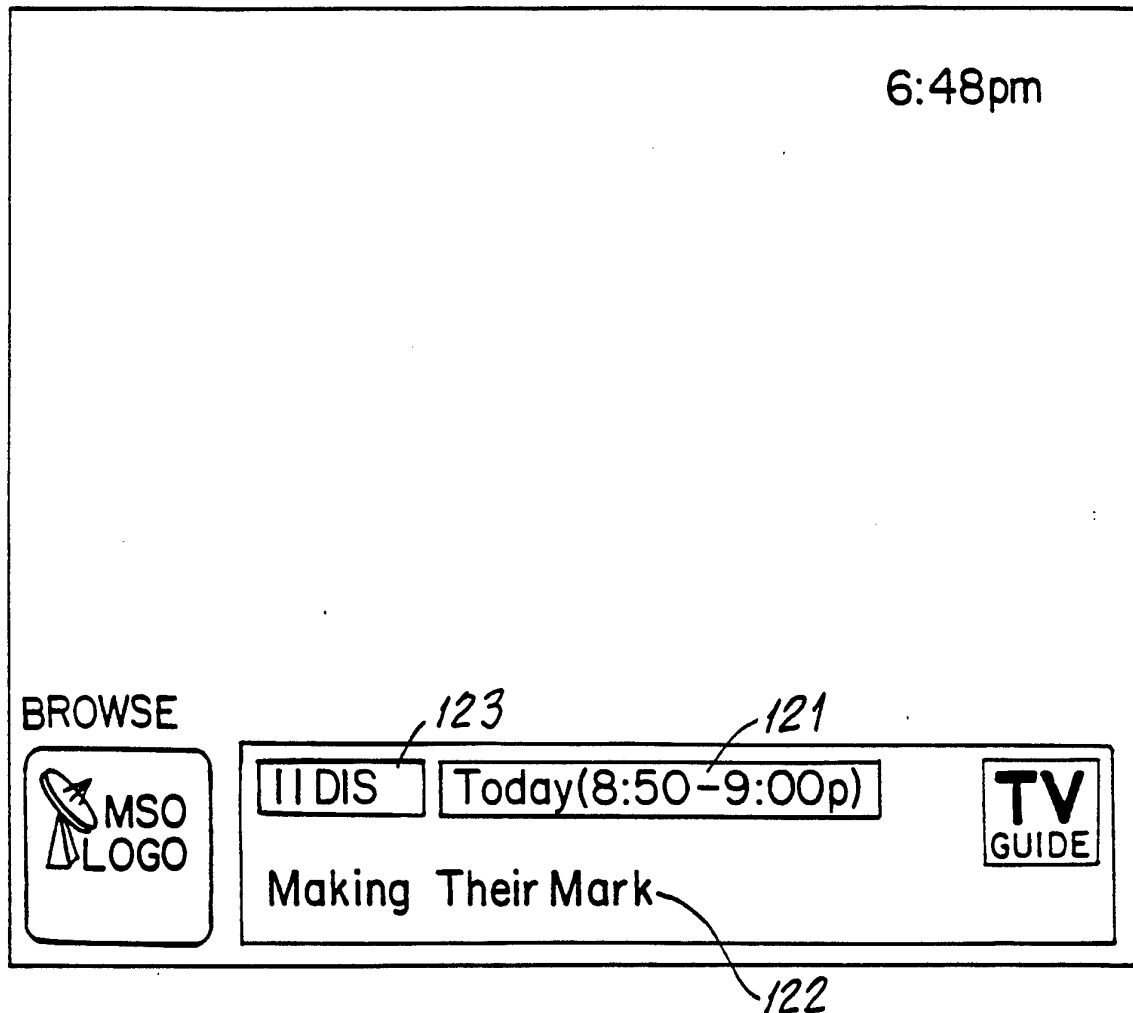 6:48pm
BROWSE
123
121
11 DIS
Today(8:50-9:00p)
TV
GUIDE
MSO
LOGO
Making Their Mark
122